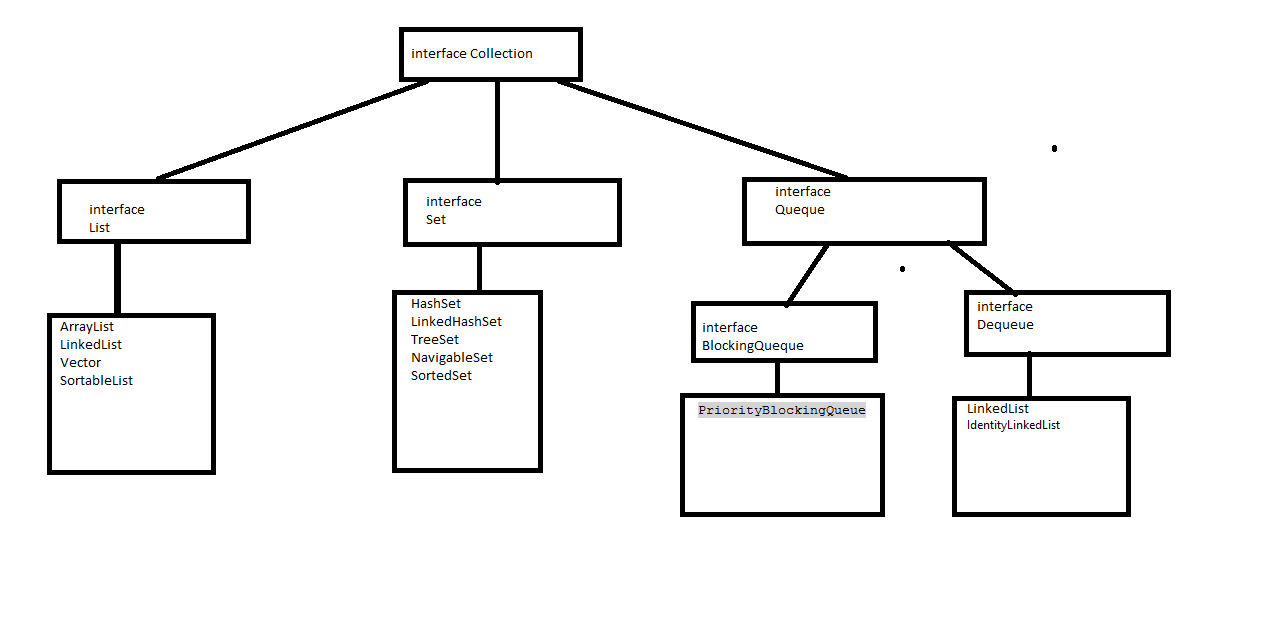 interface Collection
interface
List
interface
Set
interface
Queque
ArrayList
LinkedList
Vector
SortableList
HashSet
LinkedHashSet
TreeSet
NavigableSet
SortedSet
interface
BlockingQueque
interface
Dequeue
PriorityBlockingQueue
LinkedList
IdentityLinkedList